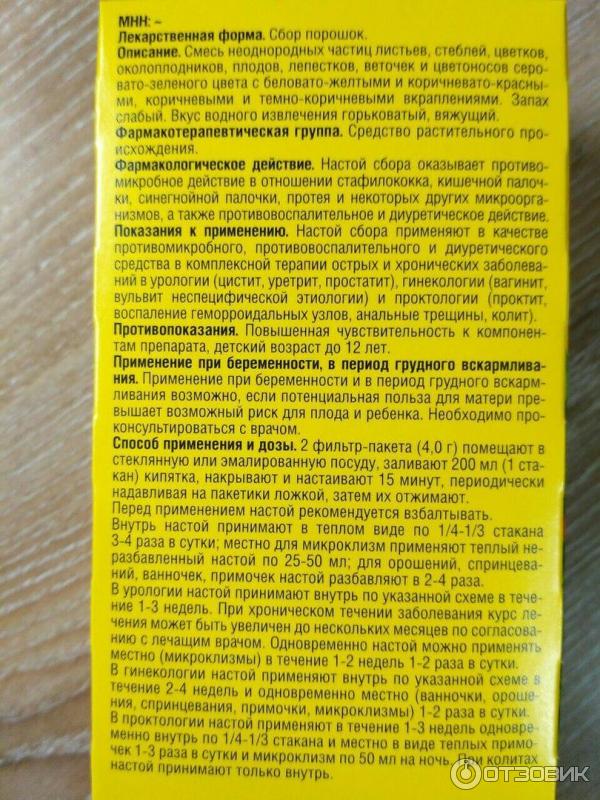 МНН: ~
Лекарственная форма. Сбор порошок.
Описание. Смесь неоднородных частиц листьев, стеблей, цветков,
околоплодников, плодов, лепестков, веточек и цветоносов серо-
вато-зеленого цвета с беловато-желтыми и коричневато-красны-
ми, коричневыми и темно-коричневыми вкраплениями. Запах
слабый. Вкус водного извлечения горьковатый, вяжущий.
Фармакотерапевтическая группа. Средство растительного про-
исхождения.
Фармакологическое действие. Настой сбора оказывает противо-
микробное действие в отношении стафилококка, кишечной палоч-
ки, синегнойной палочки, протея и некоторых других микроорга-
низмов, а также противовоспалительное и диуретическое действие.
Показания к применению. Настой сбора применяют в качестве
противомикробного, противовоспалительного и диуретического
средства в комплексной терапии острых и хронических заболева-
ний в урологии (цистит, уретрит, простатит), гинекологии (вагинит,
вульвит неспецифической этиологии) и проктологии (проктит,
воспаление геморроидальных узлов, анальные трещины, колит).
Противопоказания. Повышенная чувствительность к компонен-
там препарата, детский возраст до 12 лет.
Применение при беременности, в период грудного вскармлива-
ния. Применение при беременности и в период грудного вскарм-
ливания возможно, если потенциальная польза для матери пре-
вышает возможный риск для плода и ребенка. Необходимо про-
консультироваться с врачом.
Способ применения и дозы. 2 фильтр-пакета (4,0 г) помещают в
стеклянную или эмалированную посуду, заливают 200 мл (1 ста-
кан) кипятка, накрывают и настаивают 15 минут, периодически
надавливая на пакетики ложкой, затем их отжимают.
Перед применением настой рекомендуется взбалтывать.
Внутрь настой принимают в теплом виде по 1/4-1/3 стакана
3-4 раза в сутки; местно для микроклизм применяют теплый не-
разбавленный настой по 25-50 мл; для орошений, спринцева-
ний, ванночек, примочек настой разбавляют в 2-4 раза.
В урологии настой принимают внутрь по указанной схеме в тече-
ние 1-3 недель. При хроническом течении заболевания курс ле-
чения может быть увеличен до нескольких месяцев по согласова-
нию с лечащим врачом. Одновременно настой можно применять
местно (микроклизмы) в течение 1-2 недель 1-2 раза в сутки.
В гинекологии настой применяют внутрь по указанной схеме в
течение 2-4 недель и одновременно местно (ванночки, ороше-
ния, спринцевания, примочки, микроклизмы) 1-2 раза в сутки.
В проктологии настой применяют в течение 1-3 недель одновре-
менно внутрь по 1/4-1/3 стакана и местно в виде теплых примо-
чек 1-3 раза в сутки и микроклизм по 50 мл на ночь. При колитах
настой принимают только внутрь.
ОТЗОВИК